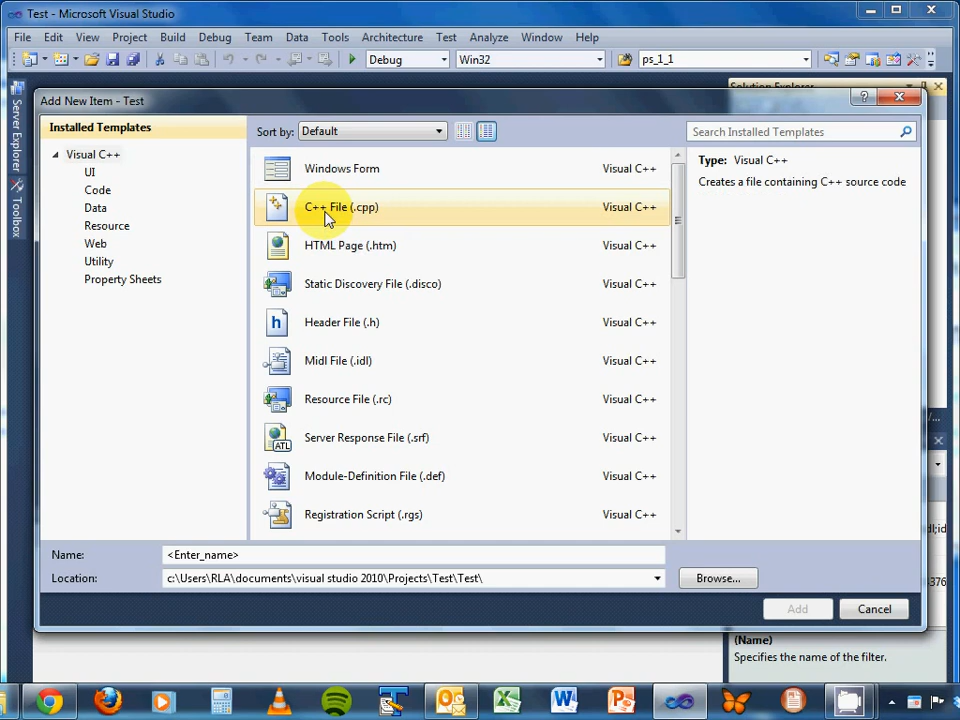 Test - Microsoft Visual Studio
File Edit View Project Build Debug Team Data Tools Architecture Test Analyze Window Help
Debug Win32 ps_1_1
Server Explorer
Toolbox
Solution Explorer
Add New Item - Test
Installed Templates
Sort by: Default
Search Installed Templates
Visual C++
UI
Code
Data
Resource
Web
Utility
Property Sheets
Windows Form Visual C++
C++ File (.cpp) Visual C++
HTML Page (.htm) Visual C++
Static Discovery File (.disco) Visual C++
Header File (.h) Visual C++
Midl File (.idl) Visual C++
Resource File (.rc) Visual C++
Server Response File (.srf) Visual C++
ATL
Module-Definition File (.def) Visual C++
Registration Script (.rgs) Visual C++
Type: Visual C++
Creates a file containing C++ source code
Name: <Enter_name>
Location: c:\Users\RLA\documents\visual studio 2010\Projects\Test\Test\
Browse...
Add Cancel
(Name)
Specifies the name of the filter.